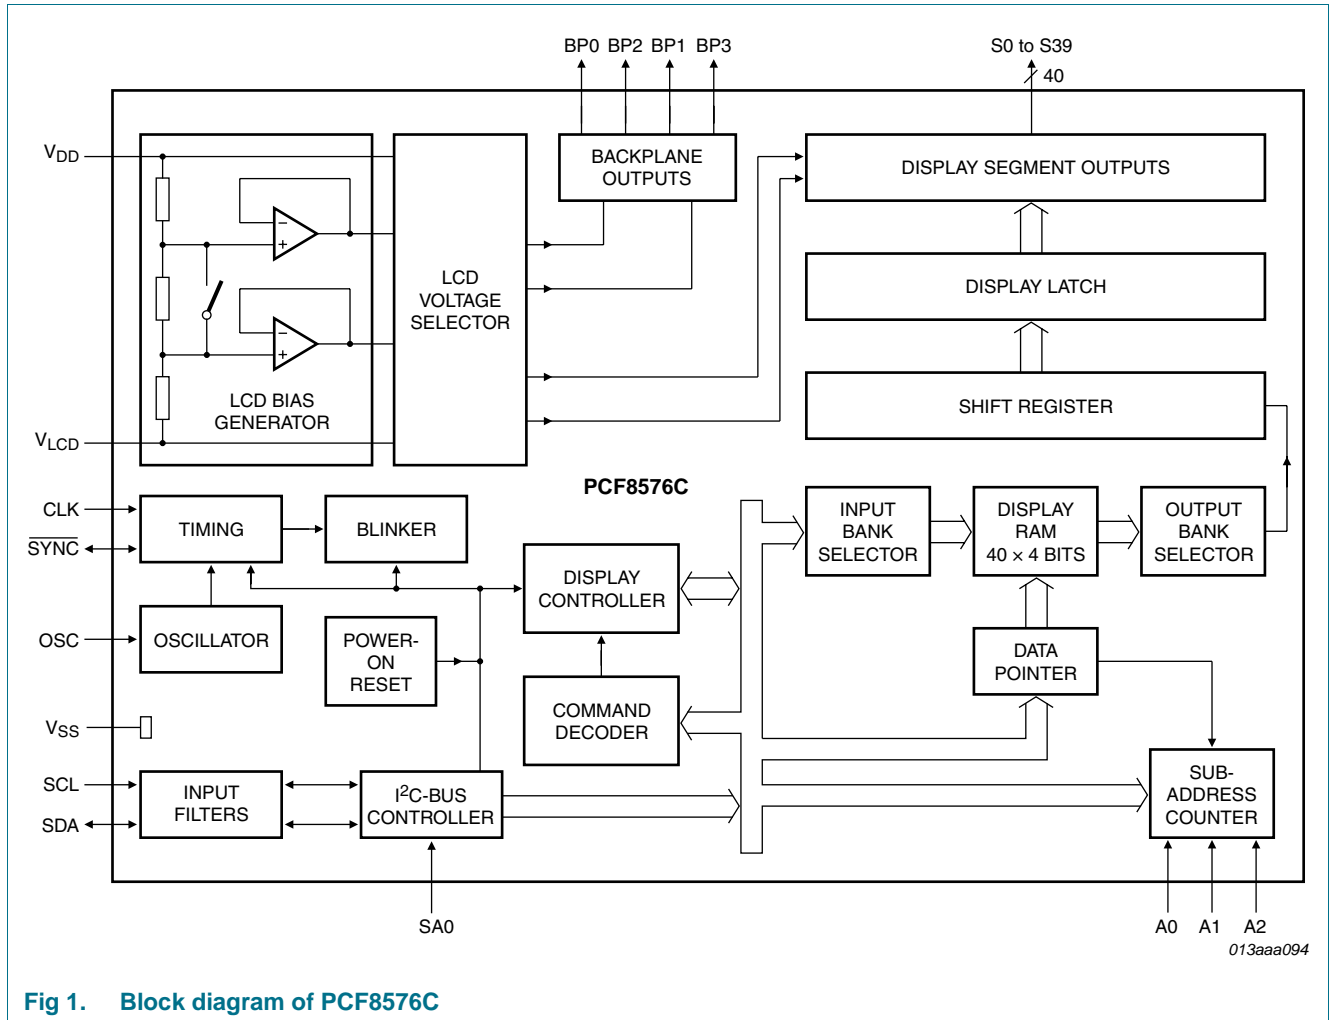 BP0 BP2 BP1 BP3
S0 to S39
40
VDD
BACKPLANE
OUTPUTS
DISPLAY SEGMENT OUTPUTS
−
+
LCD
VOLTAGE
SELECTOR
DISPLAY LATCH
−
+
LCD BIAS
GENERATOR
SHIFT REGISTER
VLCD
PCF8576C
CLK
SYNC
TIMING
BLINKER
INPUT
BANK
SELECTOR
DISPLAY
RAM
40 × 4 BITS
OUTPUT
BANK
SELECTOR
DISPLAY
CONTROLLER
OSC
OSCILLATOR
POWER-
ON
RESET
DATA
POINTER
COMMAND
DECODER
VSS
SCL
SDA
INPUT
FILTERS
I²C-BUS
CONTROLLER
SUB-
ADDRESS
COUNTER
SA0
A0 A1 A2
013aaa094
Fig 1. Block diagram of PCF8576C